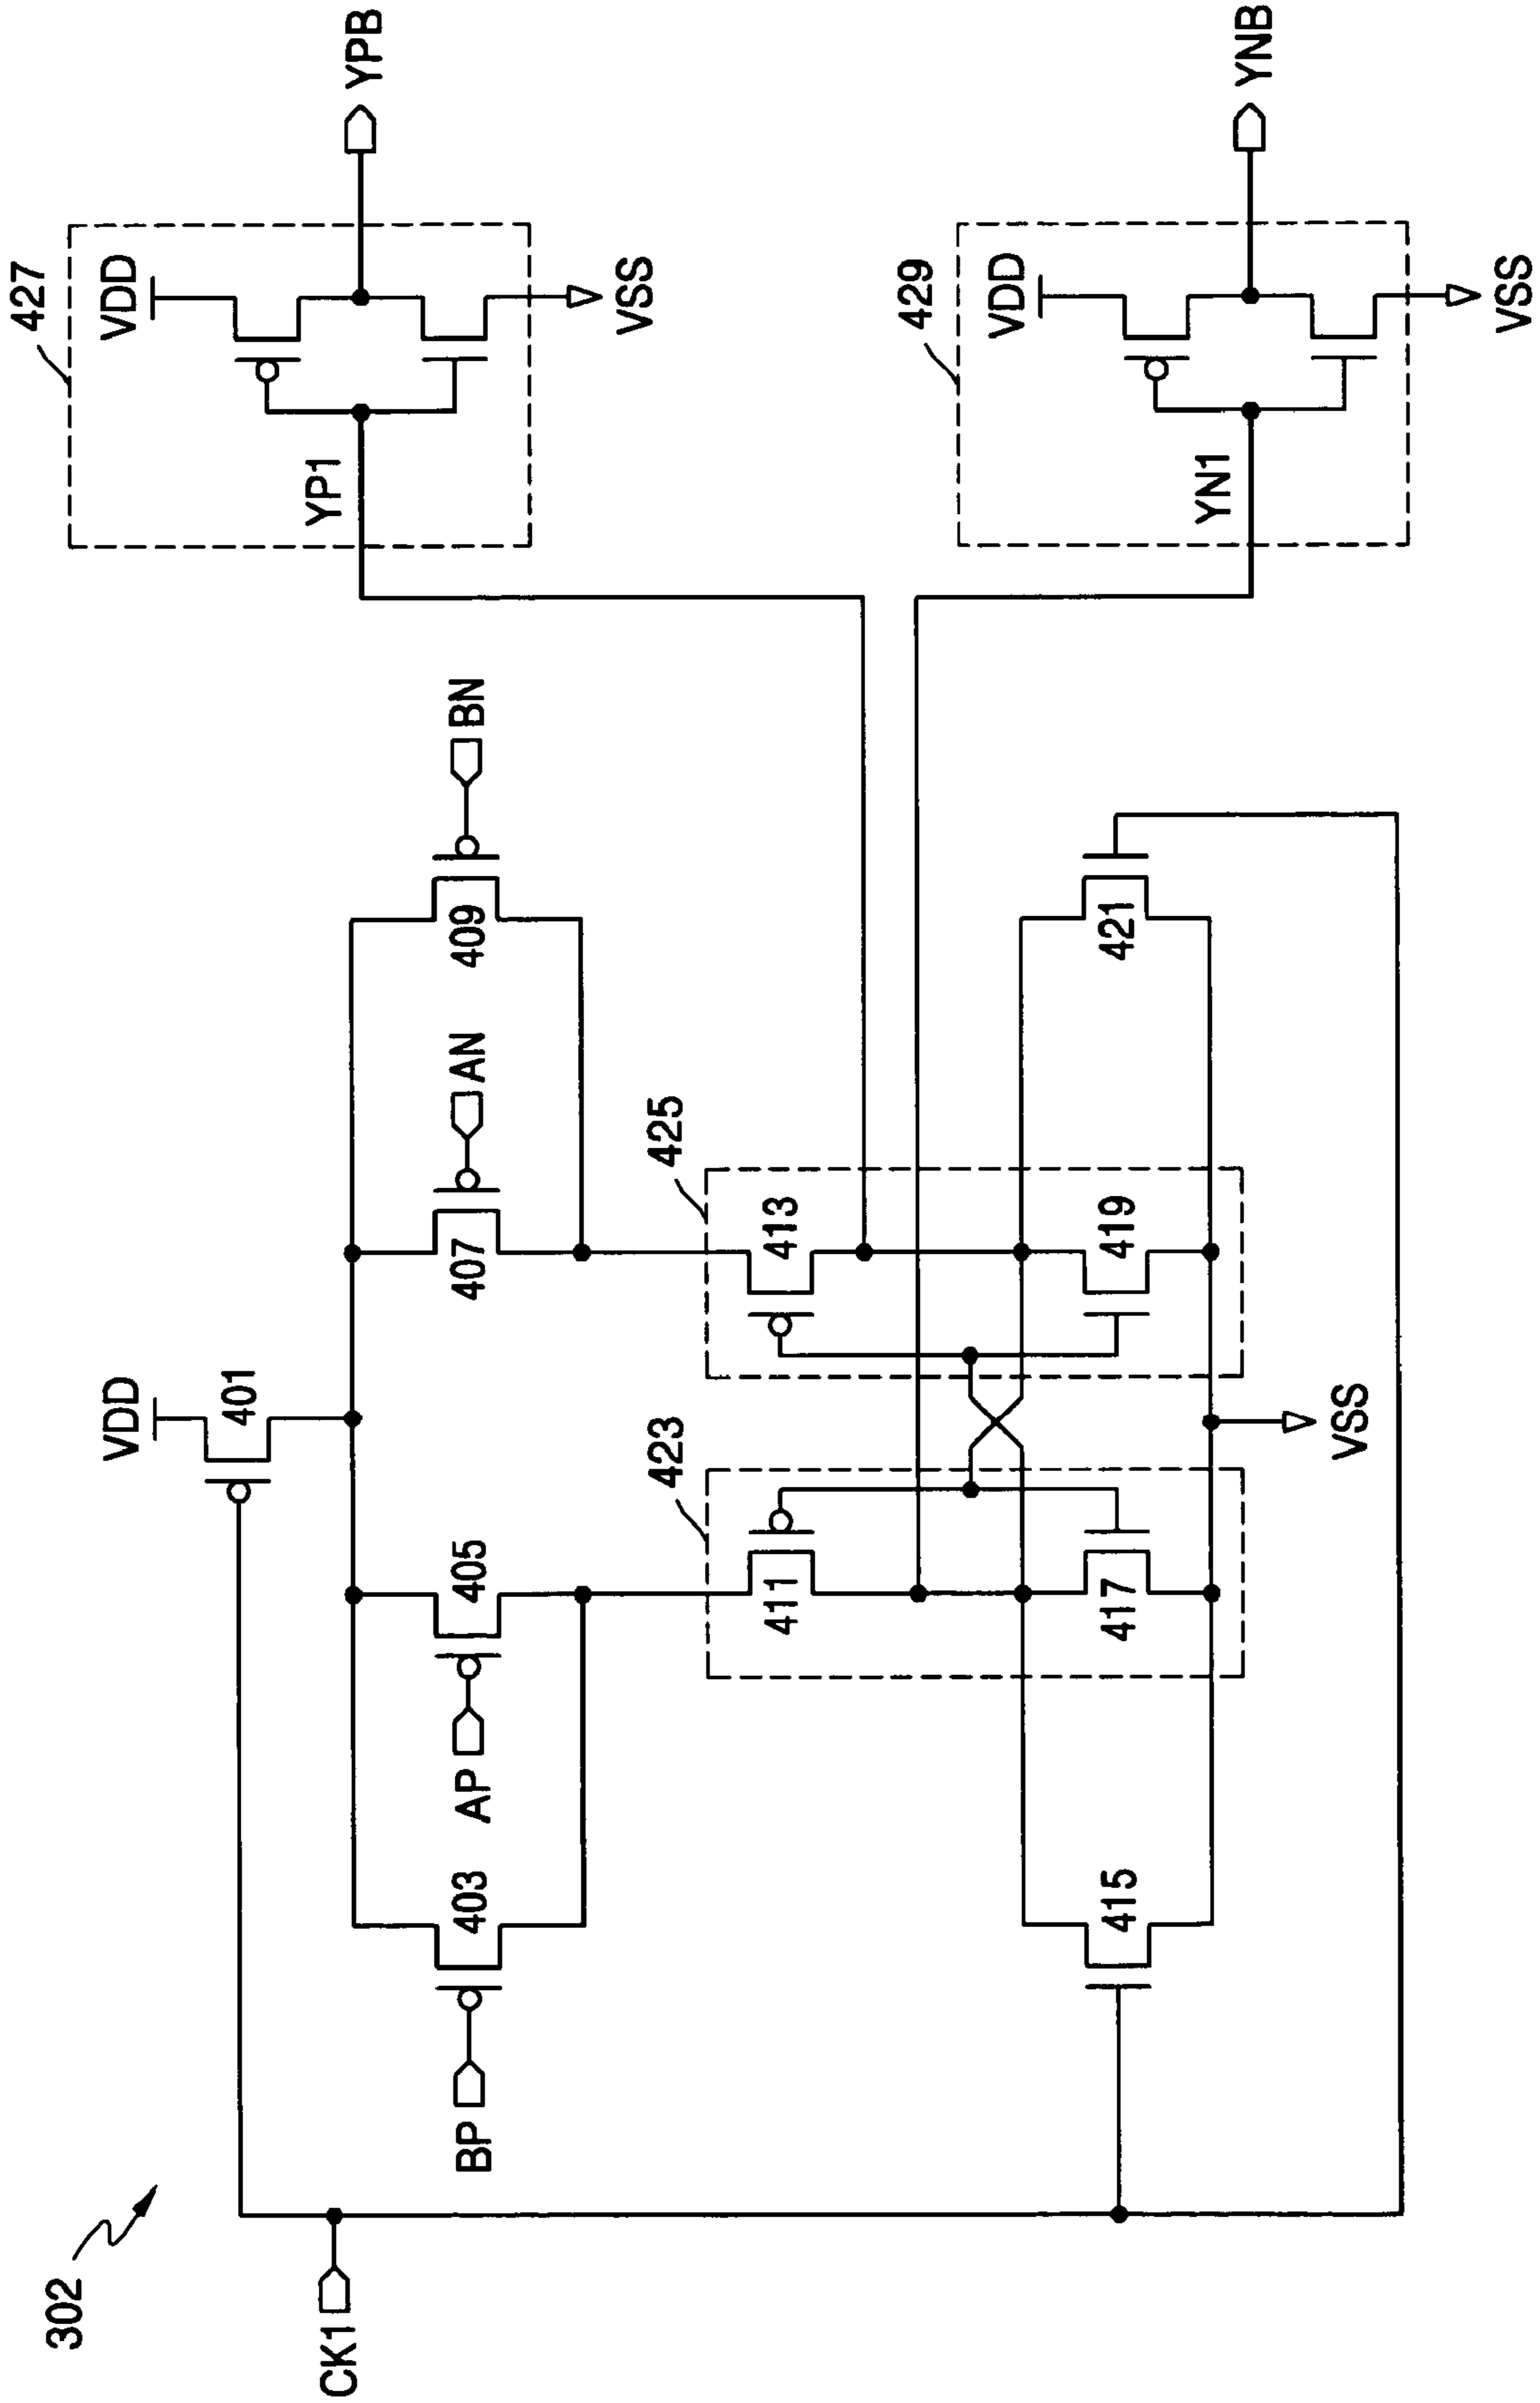 302
CK1
VDD
401
BP
403
AP
405
407
AN
409
BN
423
425
411
413
415
417
419
421
VSS
427
VDD
YP1
YPB
VSS
429
VDD
YN1
YNB
VSS